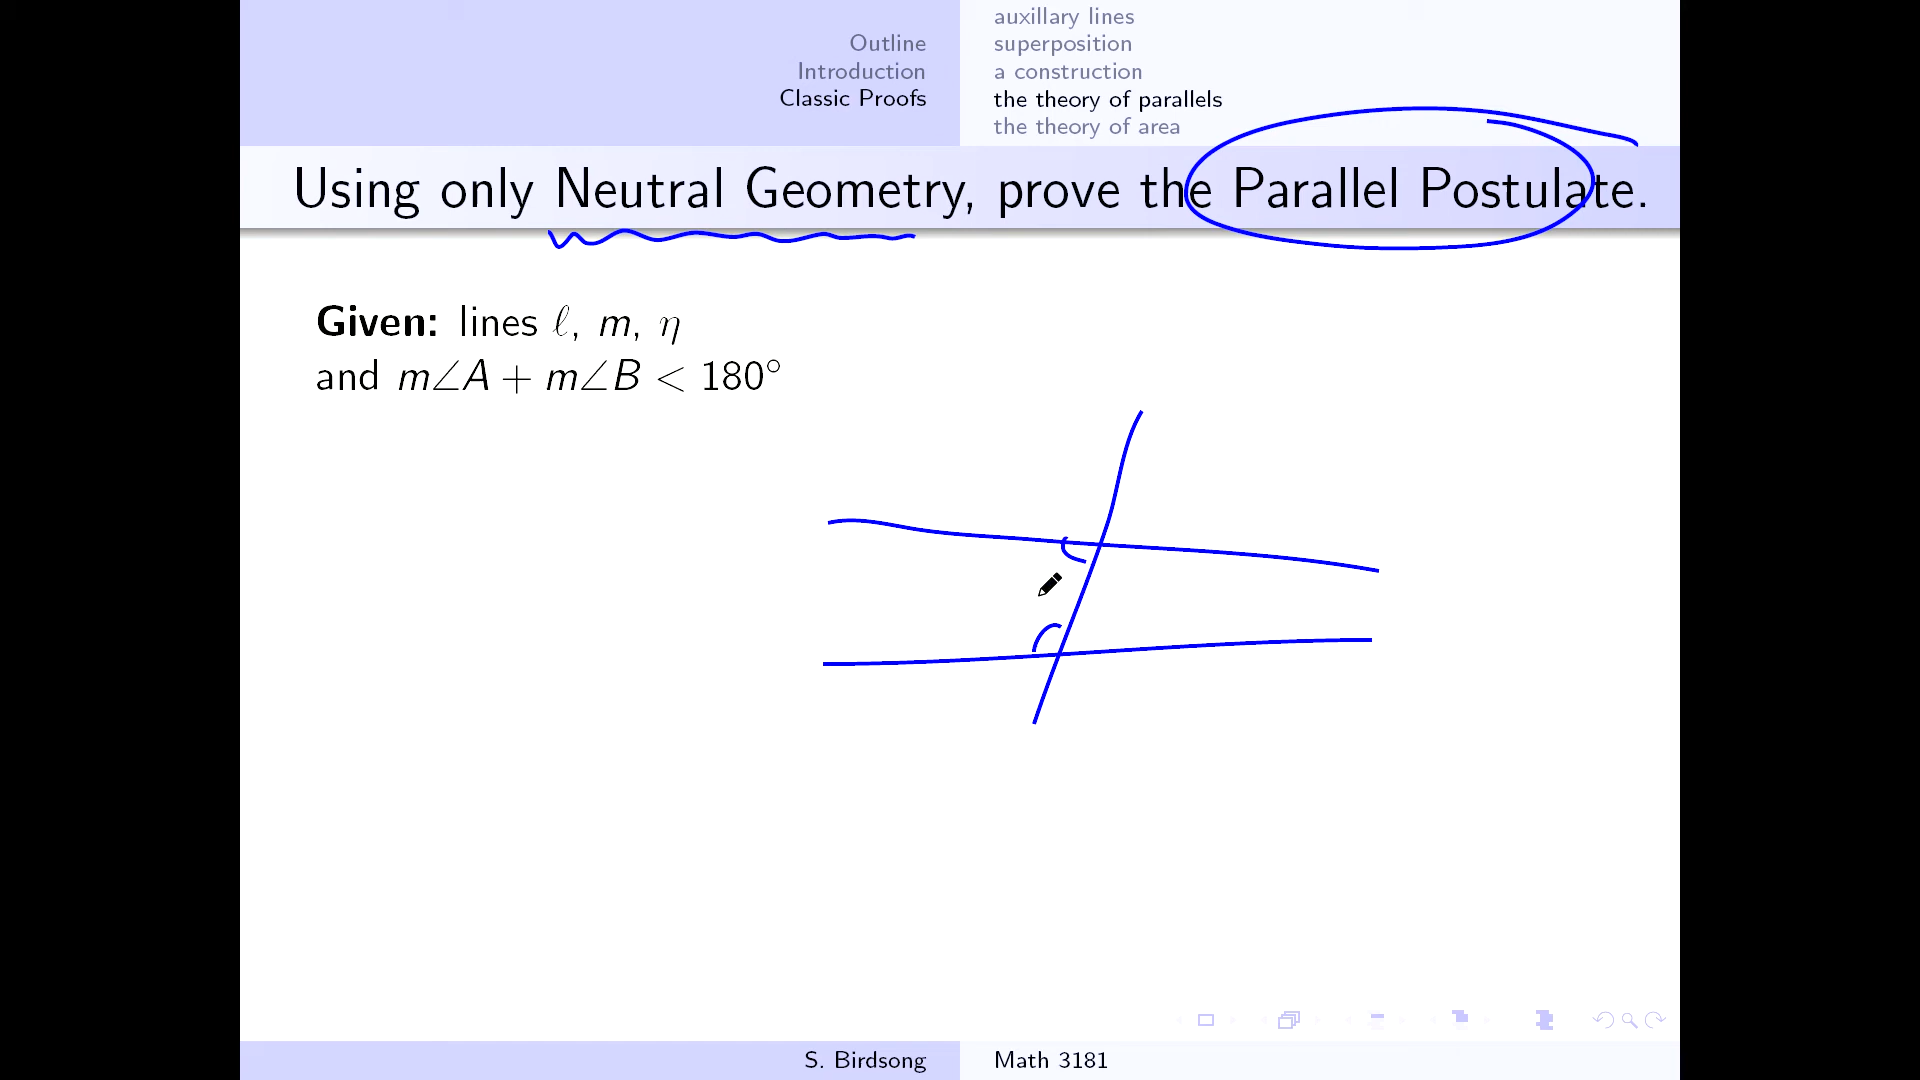 Outline
Introduction
Classic Proofs
auxillary lines
superposition
a construction
the theory of parallels
the theory of area
Using only Neutral Geometry, prove the Parallel Postulate.
Given: lines ℓ, m, η
and m∠A + m∠B < 180°
S. Birdsong
Math 3181